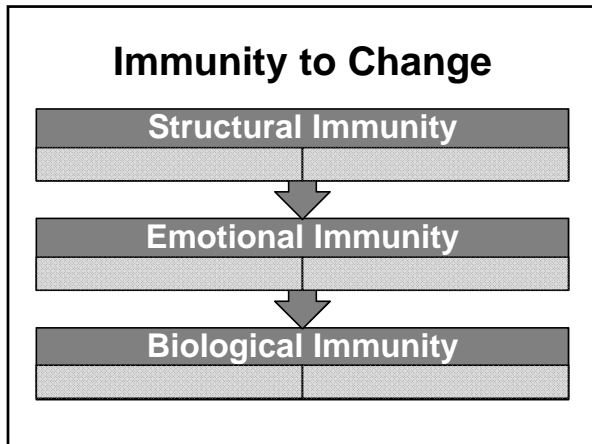 Immunity to Change
Structural Immunity
Emotional Immunity
Biological Immunity